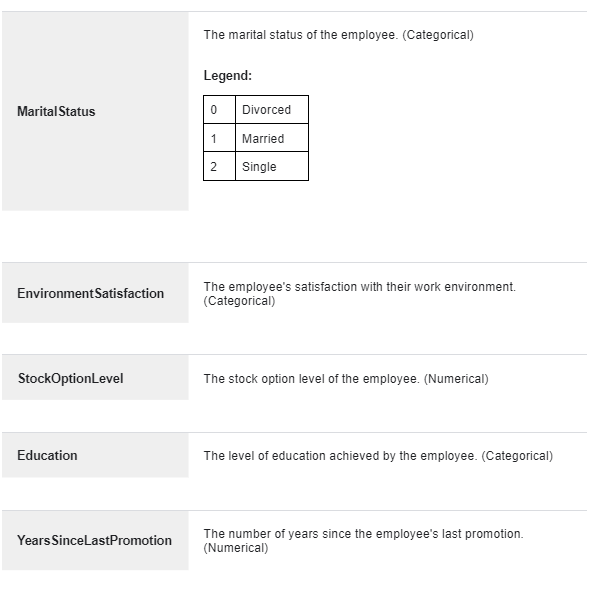 MaritalStatus
The marital status of the employee. (Categorical)
Legend:
0 Divorced
1 Married
2 Single
EnvironmentSatisfaction
The employee's satisfaction with their work environment.
(Categorical)
StockOptionLevel
The stock option level of the employee. (Numerical)
Education
The level of education achieved by the employee. (Categorical)
YearsSinceLastPromotion
The number of years since the employee's last promotion.
(Numerical)